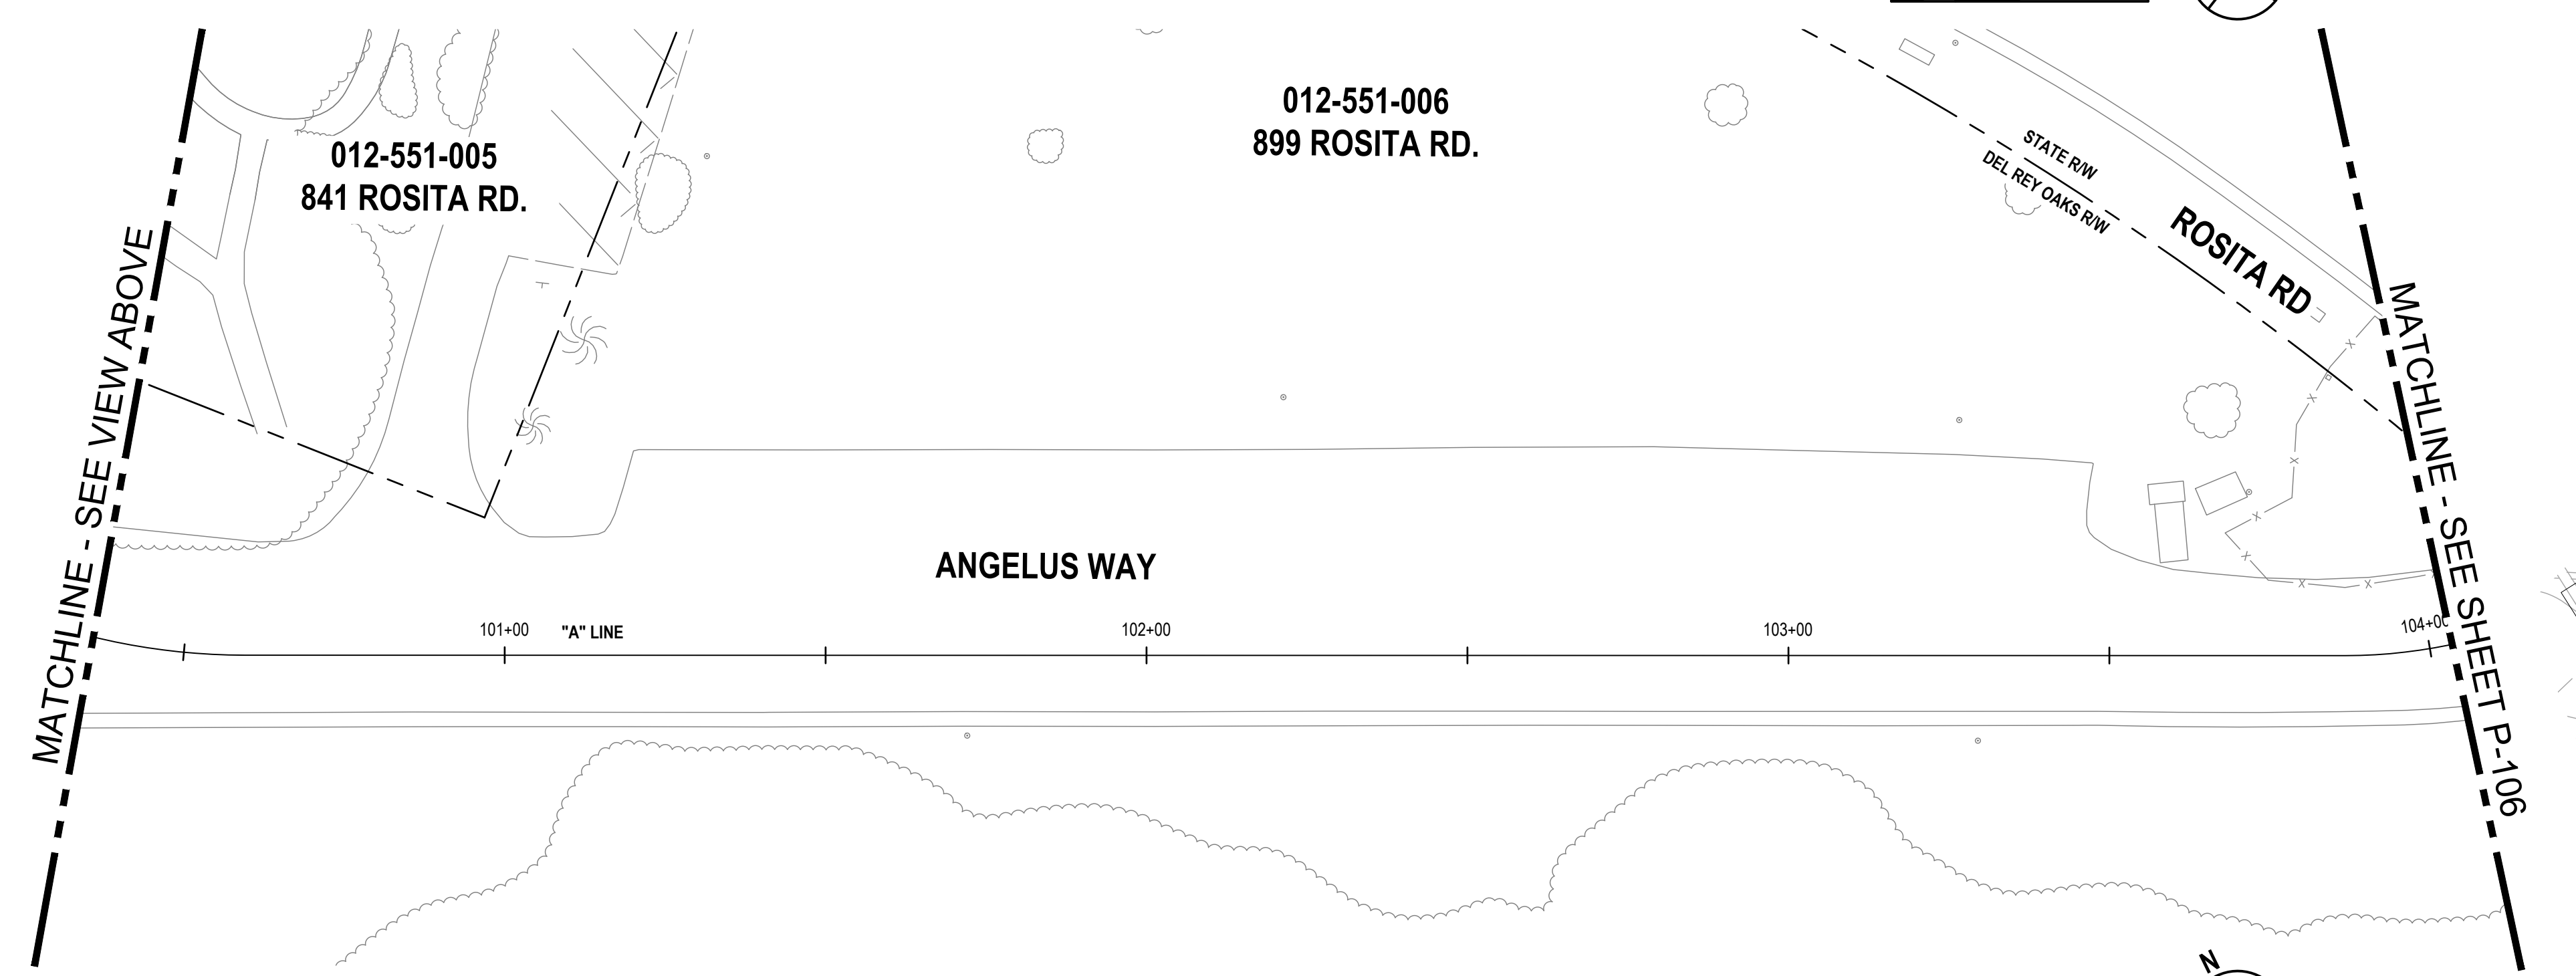 012-551-005
841 ROSITA RD.
012-551-006
899 ROSITA RD.
STATE R/W
DEL REY OAKS R/W
ROSITA RD
MATCHLINE - SEE VIEW ABOVE
MATCHLINE - SEE SHEET P-106
ANGELUS WAY
101+00
"A" LINE
102+00
103+00
104+00
N